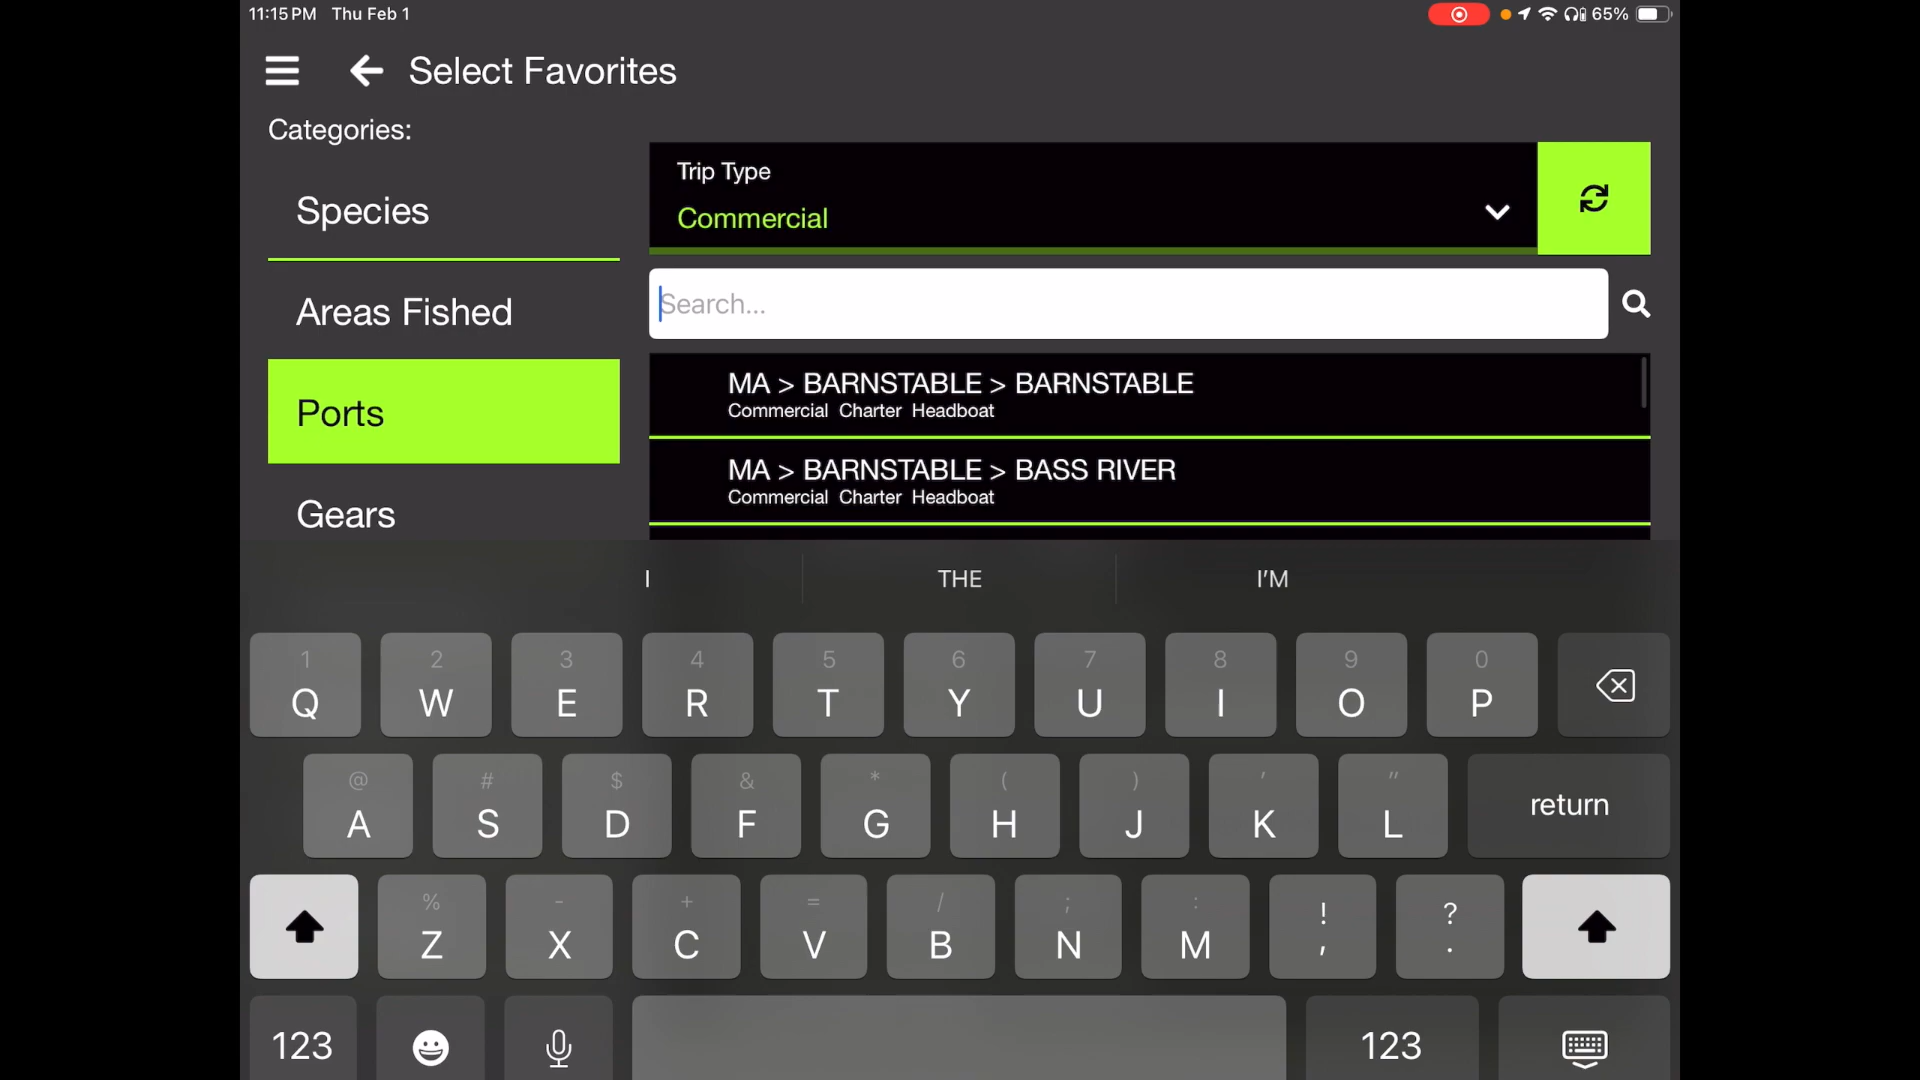 11:15 PM Thu Feb 1
65%
Select Favorites
Categories:
Species
Areas Fished
Ports
Gears
Trip Type
Commercial
Search...
MA > BARNSTABLE > BARNSTABLE
Commercial Charter Headboat
MA > BARNSTABLE > BASS RIVER
Commercial Charter Headboat
I THE I'M
1 2 3 4 5 6 7 8 9 0
Q W E R T Y U I O P
@ # $ & * ( ) ' "
A S D F G H J K L return
% - + = / ; : ! ?
Z X C V B N M , .
123 123